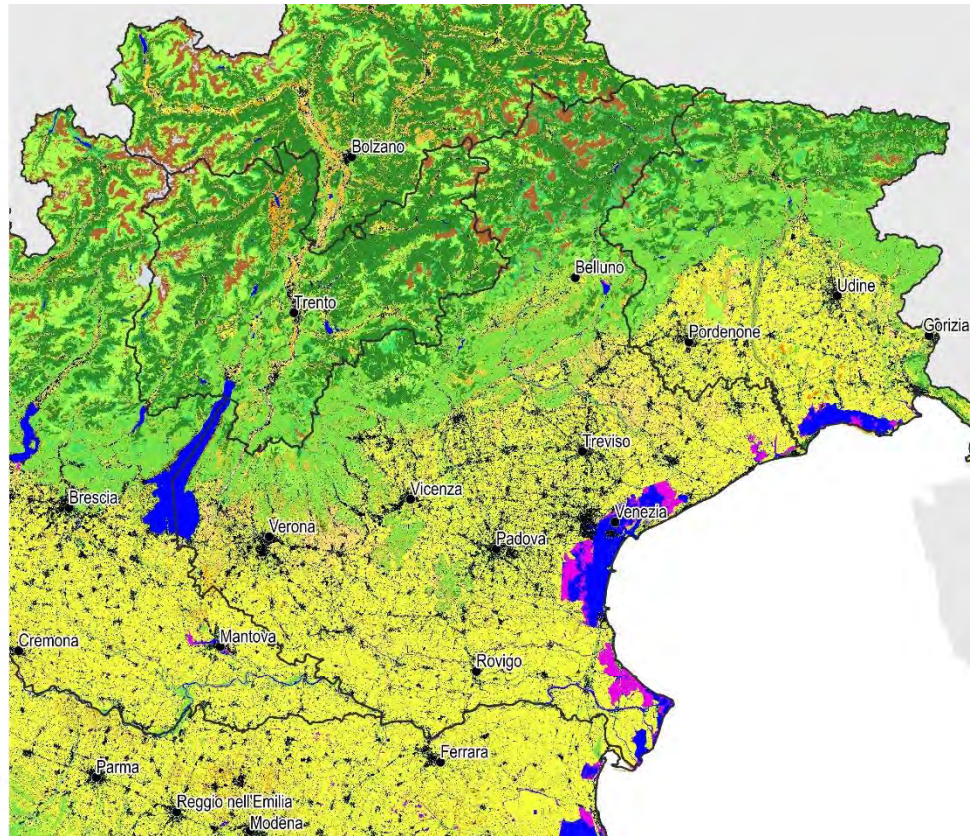 Bolzano
Belluno
Trento
Udine
Pordenone
Gorizia
Treviso
Brescia
Vicenza
Venezia
Verona
Padova
Cremona
Mantova
Rovigo
Ferrara
Parma
Reggio nell'Emilia
Modena